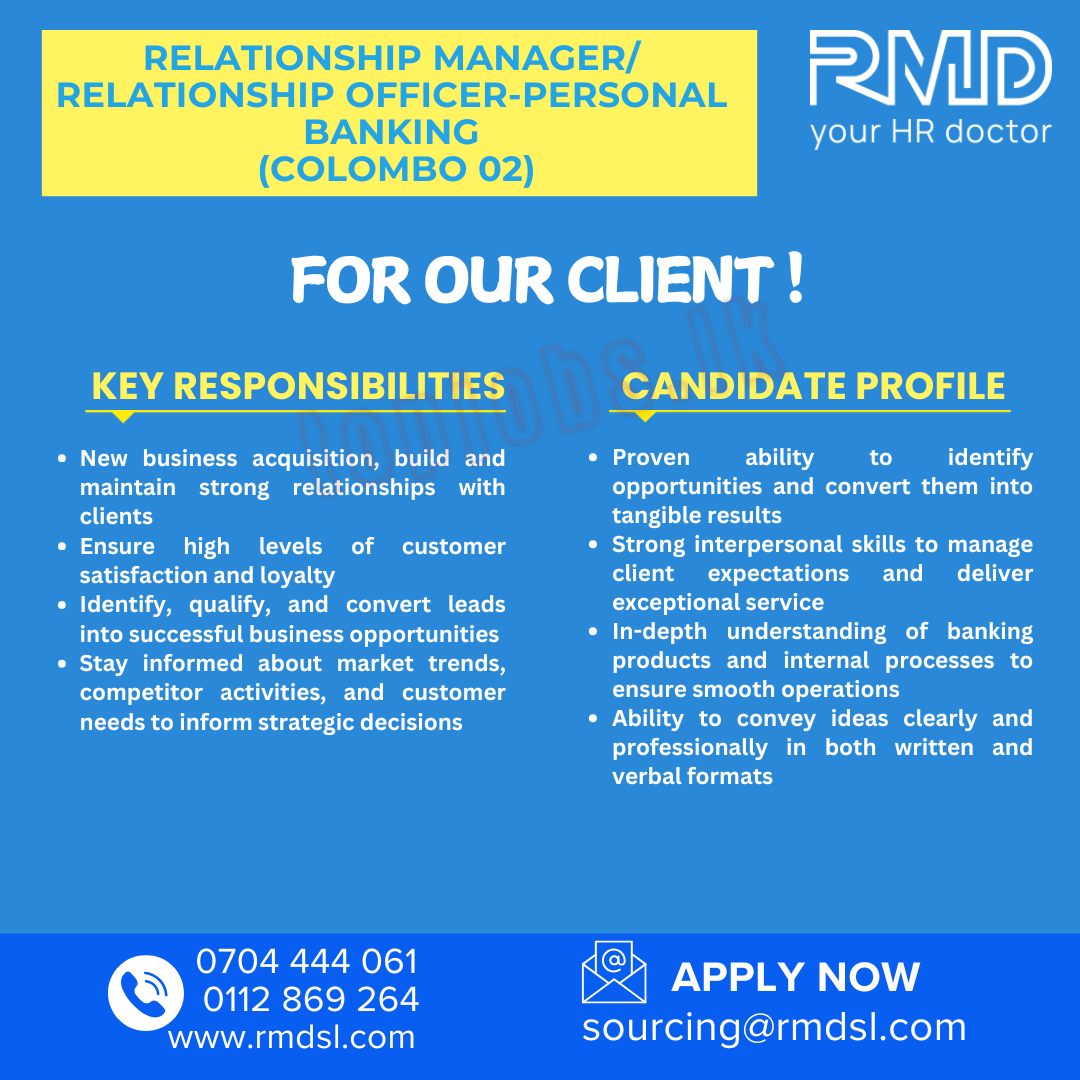 RELATIONSHIP MANAGER/
RELATIONSHIP OFFICER-PERSONAL
BANKING
(COLOMBO 02)
RMD
your HR doctor
FOR OUR CLIENT !
KEY RESPONSIBILITIES
• New business acquisition, build and
maintain strong relationships with
clients
• Ensure high levels of customer
satisfaction and loyalty
• Identify, qualify, and convert leads
into successful business opportunities
• Stay informed about market trends,
competitor activities, and customer
needs to inform strategic decisions
CANDIDATE PROFILE
• Proven ability to identify
opportunities and convert them into
tangible results
• Strong interpersonal skills to manage
client expectations and deliver
exceptional service
• In-depth understanding of banking
products and internal processes to
ensure smooth operations
• Ability to convey ideas clearly and
professionally in both written and
verbal formats
0704 444 061
0112 869 264
www.rmdsl.com
@
APPLY NOW
sourcing@rmdsl.com